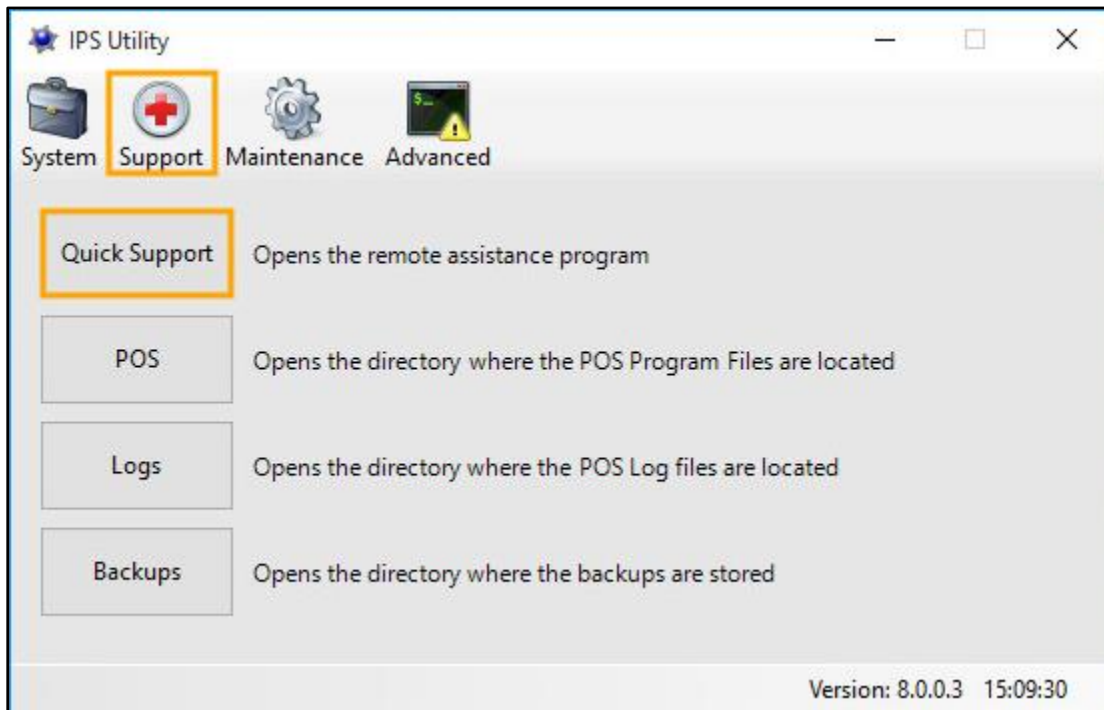 IPS Utility
System Support Maintenance Advanced
Quick Support Opens the remote assistance program
POS Opens the directory where the POS Program Files are located
Logs Opens the directory where the POS Log files are located
Backups Opens the directory where the backups are stored
Version: 8.0.0.3 15:09:30